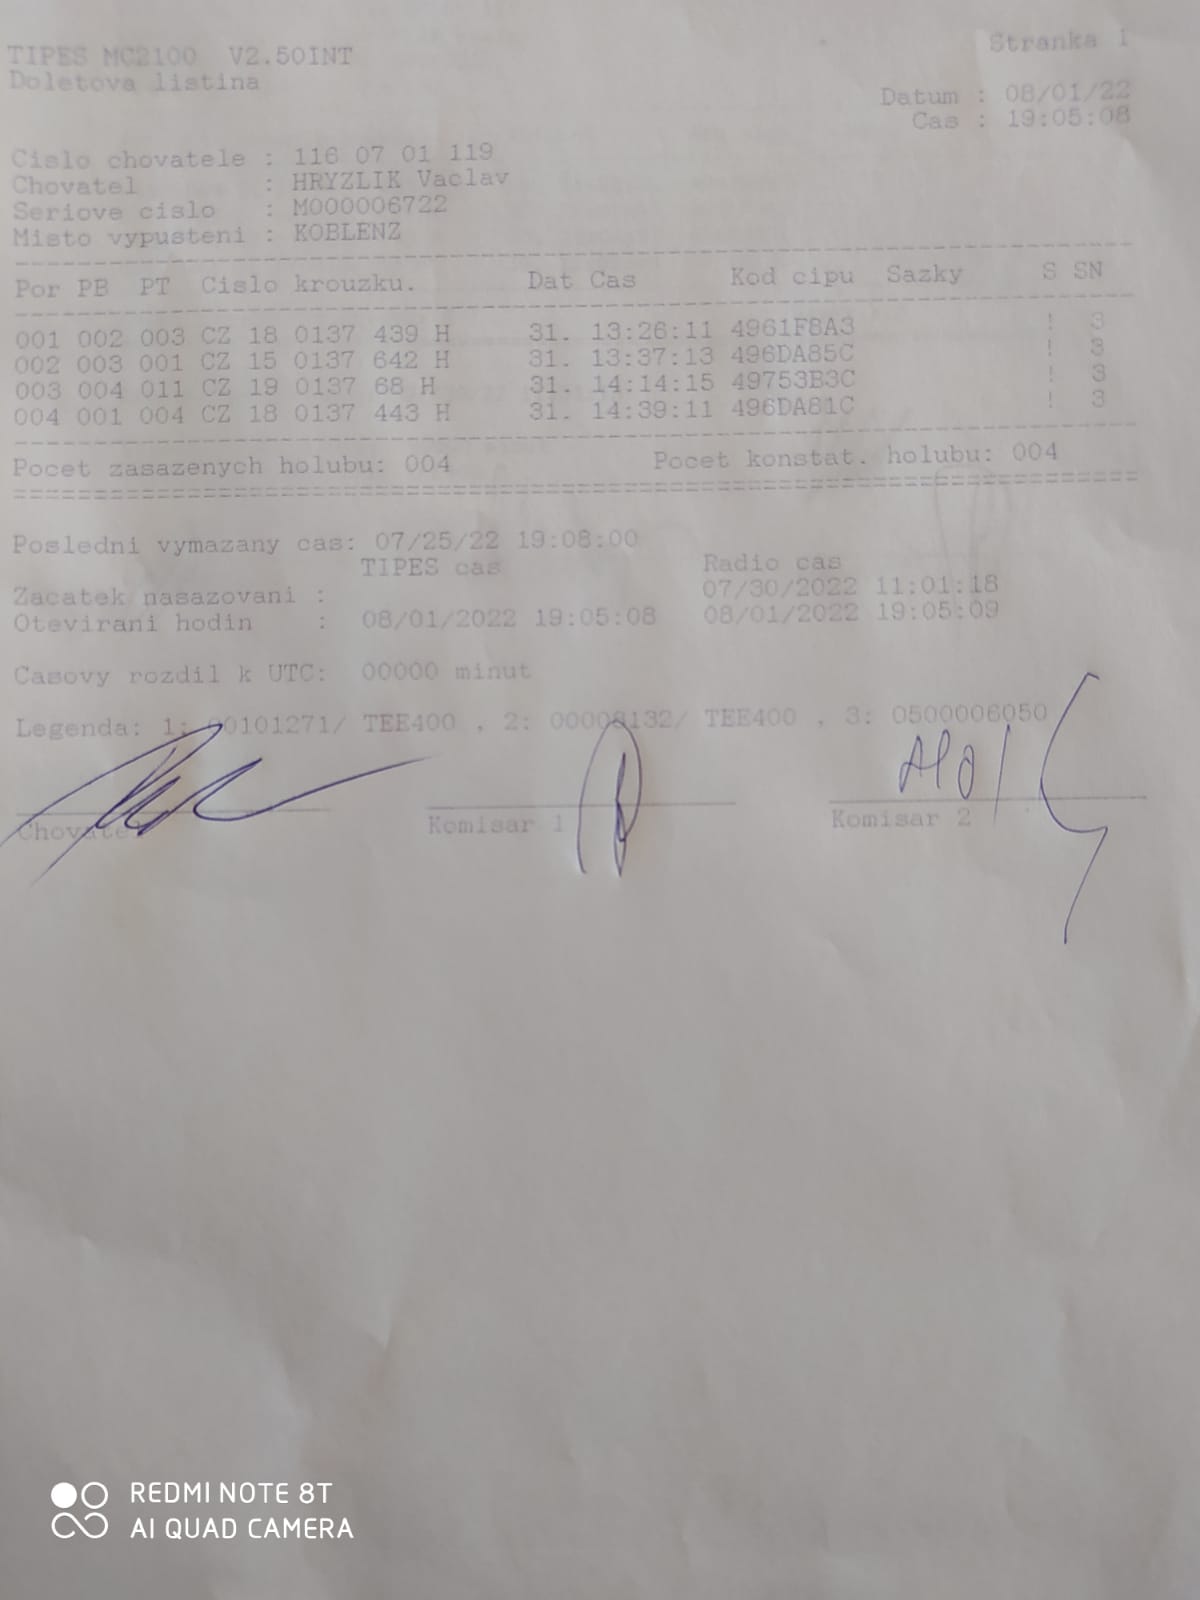 Stranka 1
TIPES MC2100 V2.50INT
Doletova listina
Datum : 08/01/22
Cas : 19:05:08
Cislo chovatele : 116 07 01 119
Chovatel : HRYZLIK Vaclav
Seriove cislo : M000006722
Misto vypusteni : KOBLENZ
Por PB PT Cislo krouzku. Dat Cas Kod cipu Sazky S SN
001 002 003 CZ 18 0137 439 H 31. 13:26:11 4961F8A3 ! 3
002 003 001 CZ 15 0137 642 H 31. 13:37:13 496DA85C ! 3
003 004 011 CZ 19 0137 68 H 31. 14:14:15 49753B3C ! 3
004 001 004 CZ 18 0137 443 H 31. 14:39:11 496DA81C ! 3
Pocet zasazenych holubu: 004 Pocet konstat. holubu: 004
Posledni vymazany cas: 07/25/22 19:08:00
TIPES cas Radio cas
Zacatek nasazovani : 07/30/2022 11:01:18
Otevirani hodin : 08/01/2022 19:05:08 08/01/2022 19:05:09
Casovy rozdil k UTC: 00000 minut
Legenda: 1: 00101271/ TEE400 , 2: 00008132/ TEE400 , 3: 0500006050
Chovatel Komisar 1 Komisar 2
REDMI NOTE 8T
AI QUAD CAMERA